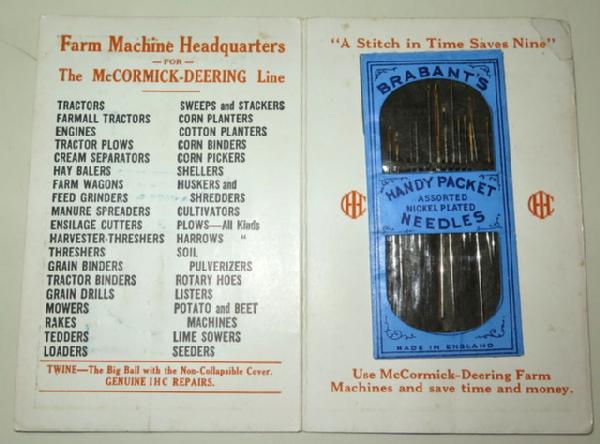 Farm Machine Headquarters
— FOR —
The McCORMICK-DEERING Line
TRACTORS
FARMALL TRACTORS
ENGINES
TRACTOR PLOWS
CREAM SEPARATORS
HAY BALERS
FARM WAGONS
FEED GRINDERS
MANURE SPREADERS
ENSILAGE CUTTERS
HARVESTER-THRESHERS
THRESHERS
GRAIN BINDERS
TRACTOR BINDERS
GRAIN DRILLS
MOWERS
RAKES
TEDDERS
LOADERS
SWEEPS and STACKERS
CORN PLANTERS
COTTON PLANTERS
CORN BINDERS
CORN PICKERS
SHELLERS
HUSKERS and
SHREDDERS
CULTIVATORS
PLOWS—All Kinds
HARROWS "
SOIL
PULVERIZERS
ROTARY HOES
LISTERS
POTATO and BEET
MACHINES
LIME SOWERS
SEEDERS
TWINE—The Big Ball with the Non-Collapsible Cover.
GENUINE IHC REPAIRS.
"A Stitch in Time Saves Nine"
BRABANT'S
HANDY PACKET
ASSORTED
NICKEL PLATED
NEEDLES
MADE IN ENGLAND
IHC
IHC
Use McCormick-Deering Farm
Machines and save time and money.